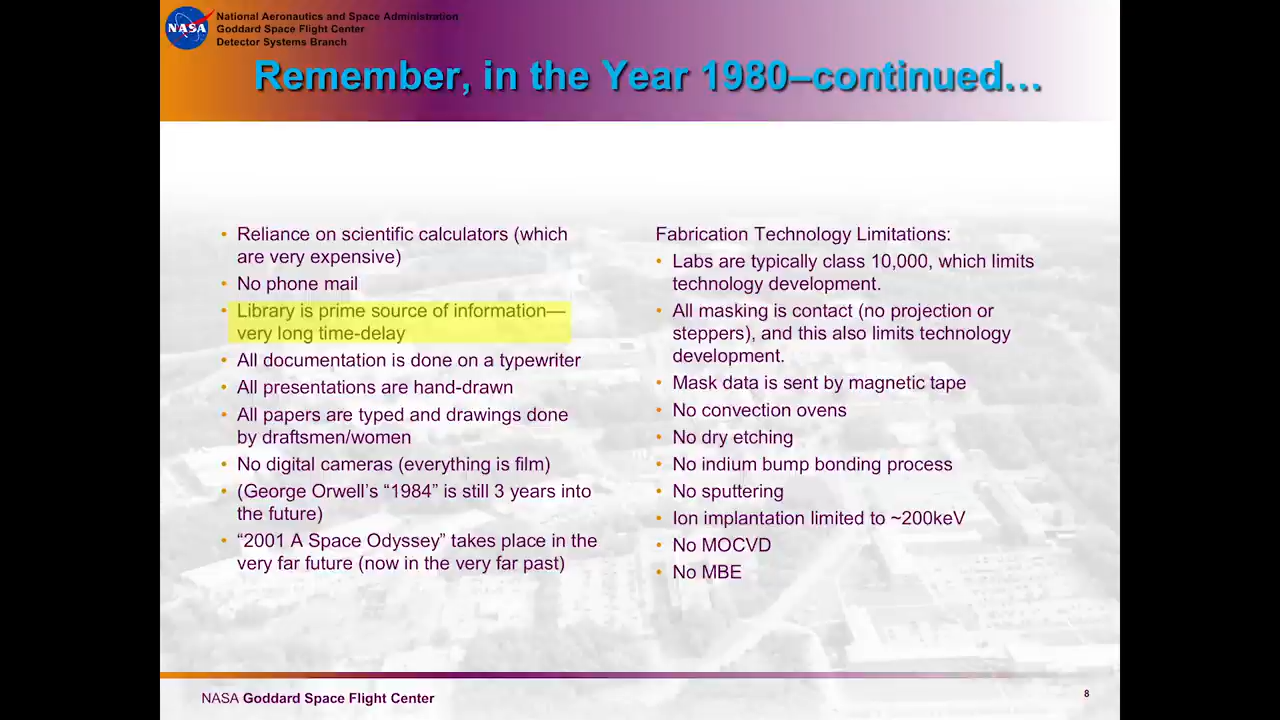 NASA
National Aeronautics and Space Administration
Goddard Space Flight Center
Detector Systems Branch
Remember, in the Year 1980–continued…
• Reliance on scientific calculators (which
are very expensive)
• No phone mail
• Library is prime source of information—
very long time-delay
• All documentation is done on a typewriter
• All presentations are hand-drawn
• All papers are typed and drawings done
by draftsmen/women
• No digital cameras (everything is film)
• (George Orwell’s “1984” is still 3 years into
the future)
• “2001 A Space Odyssey” takes place in the
very far future (now in the very far past)
Fabrication Technology Limitations:
• Labs are typically class 10,000, which limits
technology development.
• All masking is contact (no projection or
steppers), and this also limits technology
development.
• Mask data is sent by magnetic tape
• No convection ovens
• No dry etching
• No indium bump bonding process
• No sputtering
• Ion implantation limited to ~200keV
• No MOCVD
• No MBE
NASA Goddard Space Flight Center
8